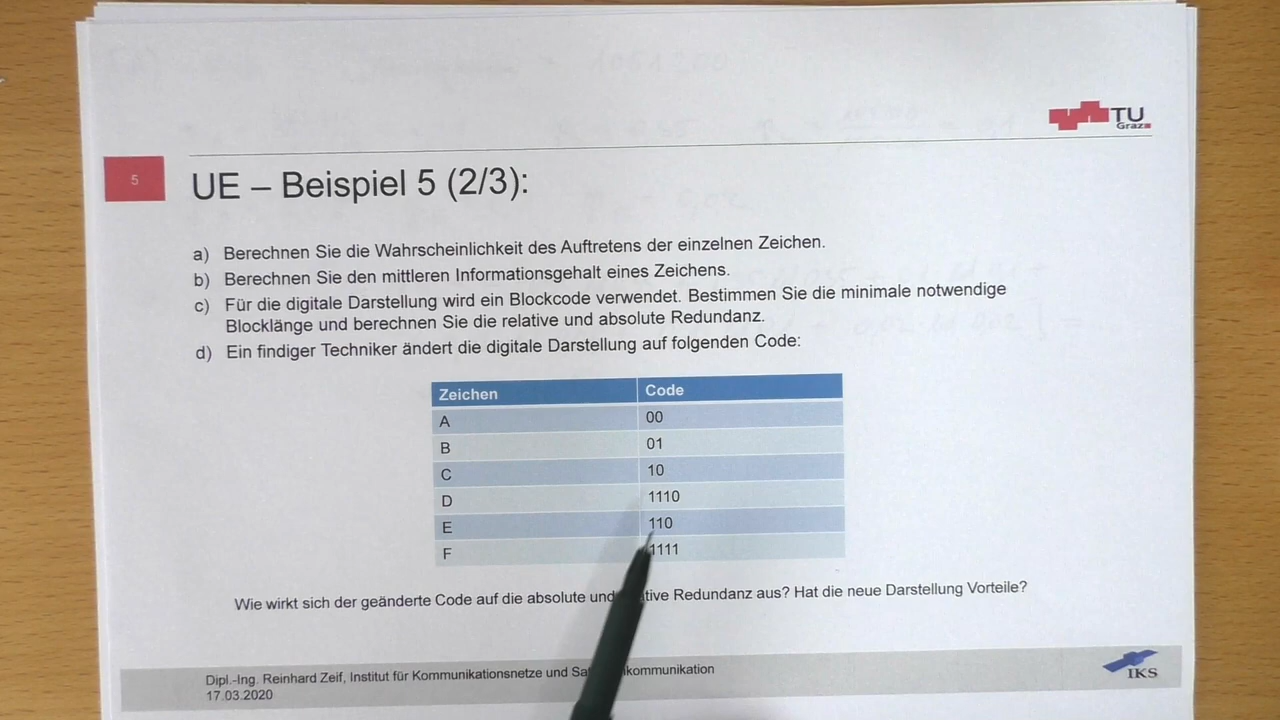 TU
Graz
5
UE – Beispiel 5 (2/3):
a) Berechnen Sie die Wahrscheinlichkeit des Auftretens der einzelnen Zeichen.
b) Berechnen Sie den mittleren Informationsgehalt eines Zeichens.
c) Für die digitale Darstellung wird ein Blockcode verwendet. Bestimmen Sie die minimale notwendige
Blocklänge und berechnen Sie die relative und absolute Redundanz.
d) Ein findiger Techniker ändert die digitale Darstellung auf folgenden Code:
Zeichen Code
A 00
B 01
C 10
D 1110
E 110
F 1111
Wie wirkt sich der geänderte Code auf die absolute und Redundanz aus? Hat die neue Darstellung Vorteile?
Dipl.-Ing. Reinhard Zeif, Institut für Kommunikationsnetze und
17.03.2020
IKS